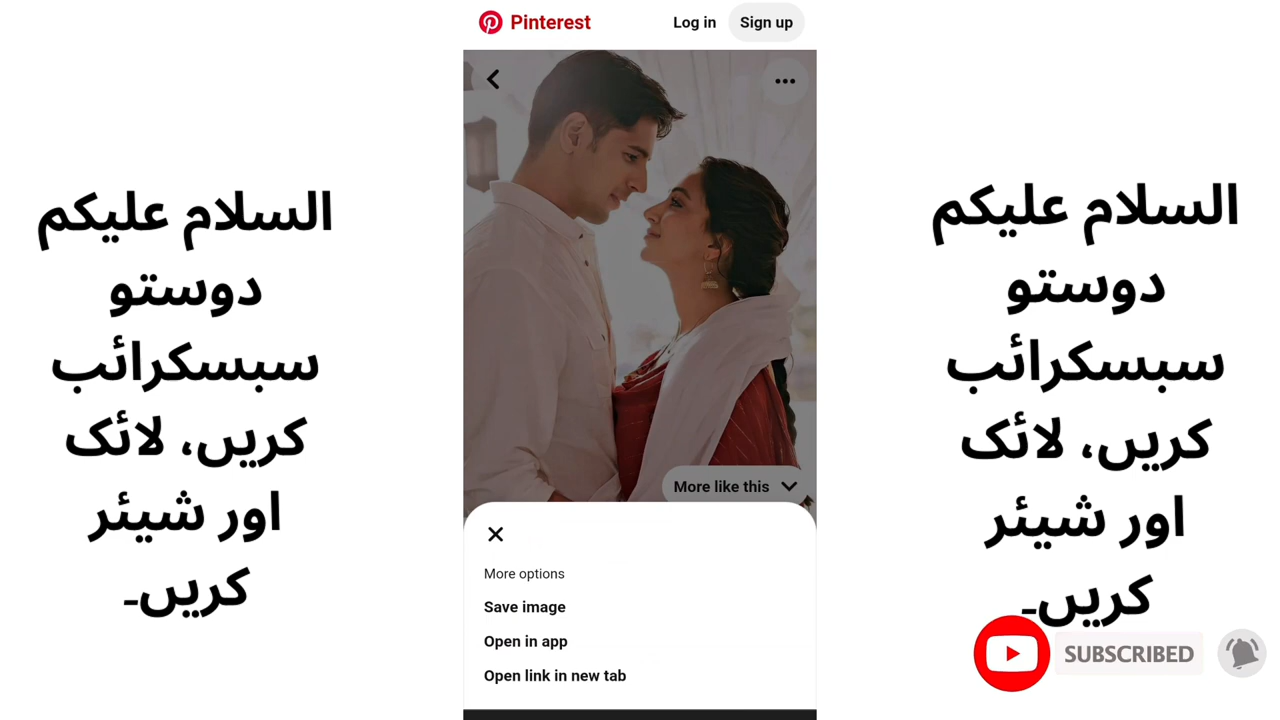 Pinterest
Log in
Sign up
السلام علیکم
دوستو
سبسکرائب
کریں، لائک
اور شیئر
کریں۔
More like this
More options
Save image
Open in app
Open link in new tab
السلام علیکم
دوستو
سبسکرائب
کریں، لائک
اور شیئر
کریں۔
SUBSCRIBED